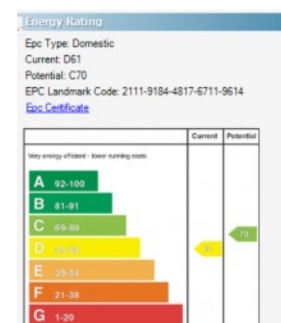 Energy Rating
Epc Type: Domestic
Current: D61
Potential: C70
EPC Landmark Code: 2111-9184-4817-6711-9614
Epc Certificate
Current Potential
Very energy efficient - lower running costs
A 92-100
B 81-91
C 69-80
70
D
E 39-54
F 21-38
G 1-20